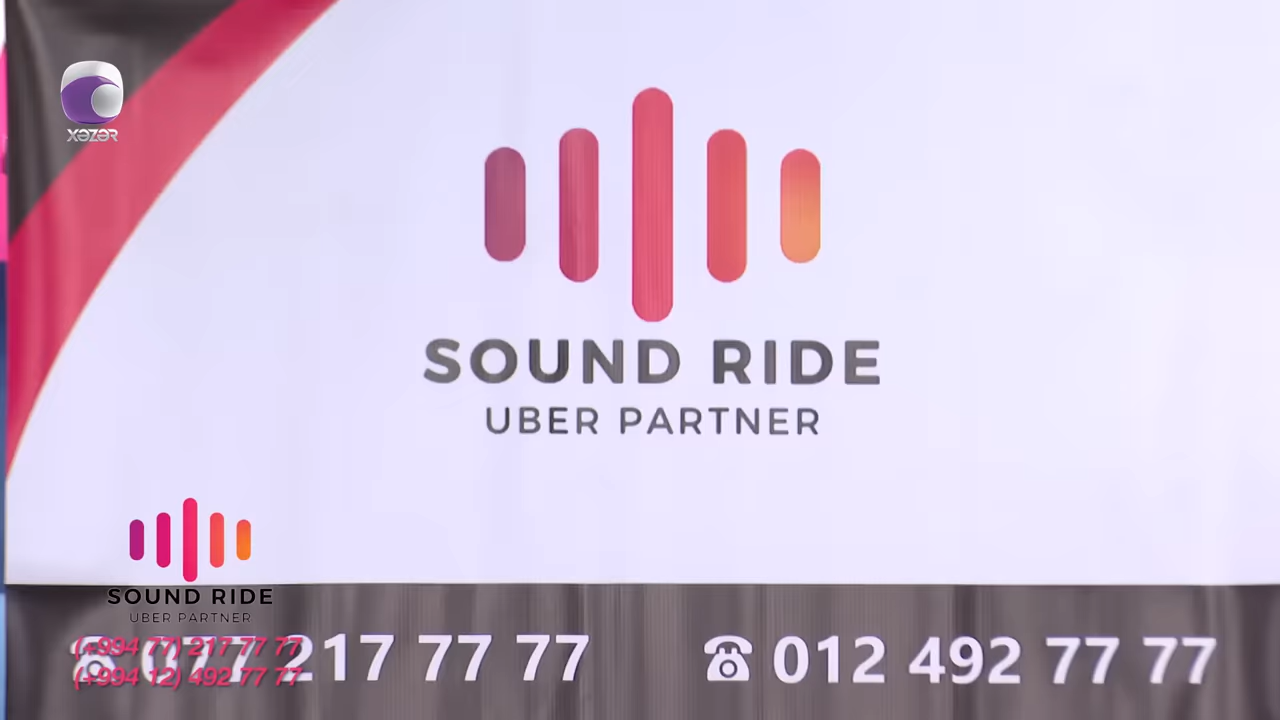 XƏZƏR
SOUND RIDE
UBER PARTNER
SOUND RIDE
UBER PARTNER
(+994 77) 217 77 77
(+994 12) 492 77 77
077 217 77 77
012 492 77 77